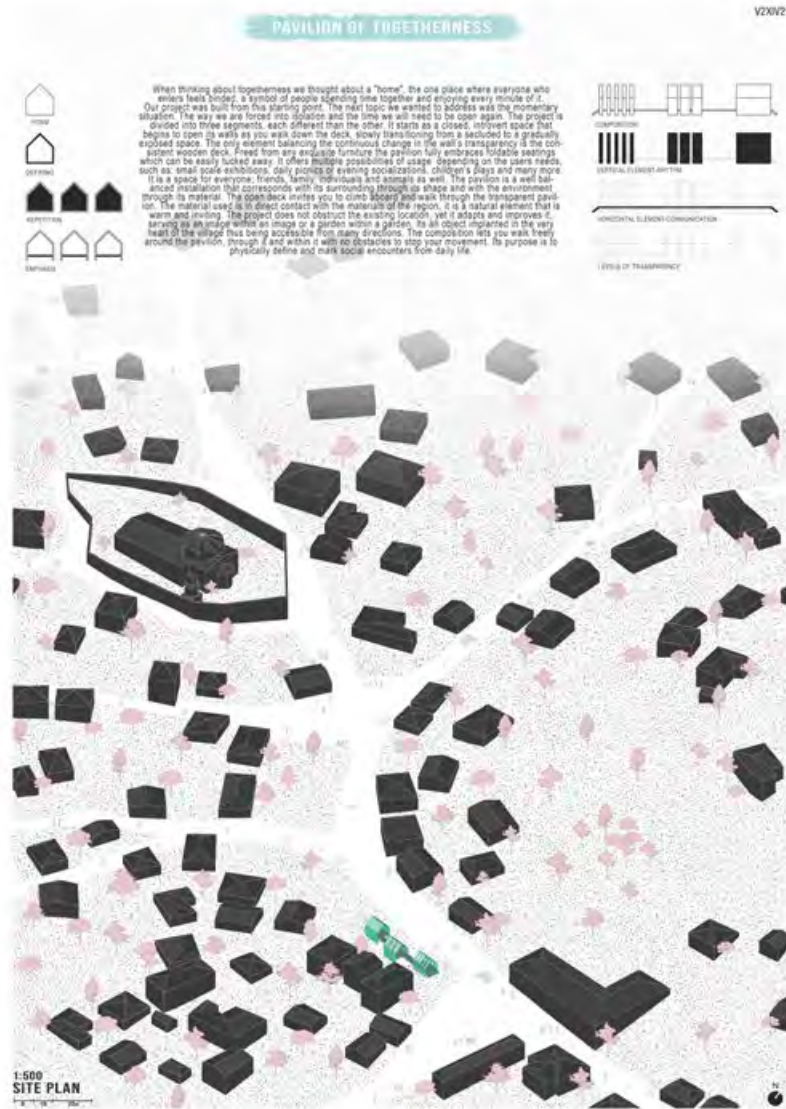 V2XIV2
PAVILION OF TOGETHERNESS
When thinking about togetherness we thought about a "home", the one place where everyone who
enters feels binded, a symbol of people spending time together and enjoying every minute of it.
Our project was built from this starting point. The next topic we wanted to address was the momentary
situation. The way we are forced into isolation and the time we will need to be open again. The project is
divided into three segments, each different than the other. It starts as a closed, introvert space that
begins to open its walls as you walk down the deck, slowly transitioning from a secluded to a gradually
exposed space. The only element balancing the continuous change in the wall's transparency is the con-
sistent wooden deck. Freed from any exquisite furniture the pavilion fully embraces foldable seatings
which can be easily tucked away. It offers multiple possibilities of usage, depending on the users needs,
such as: small scale exhibitions, daily picnics or evening socializations, children's plays and many more.
It is a space for everyone; friends, family, individuals and animals as well. The pavilion is a well bal-
anced installation that corresponds with its surrounding through its shape and with the environment
through its material. The open deck invites you to climb aboard and walk through the transparent pavil-
ion. The material used is in direct contact with the materials of the region, it is a natural element that is
warm and inviting. The project does not obstruct the existing location, yet it adapts and improves it,
serving as an image within an image or a garden within a garden. Its an object implanted in the very
heart of the village thus being accessible from many directions. The composition lets you walk freely
around the pavilion, through it and within it with no obstacles to stop your movement. Its purpose is to
physically define and mark social encounters from daily life.
FORM
DEFINING
REPETITION
EMPHASIS
COMPOSITION
VERTICAL ELEMENT-RHYTHM
HORIZONTAL ELEMENT-COMMUNICATION
LEVELS OF TRANSPARENCY
1:500
SITE PLAN
N